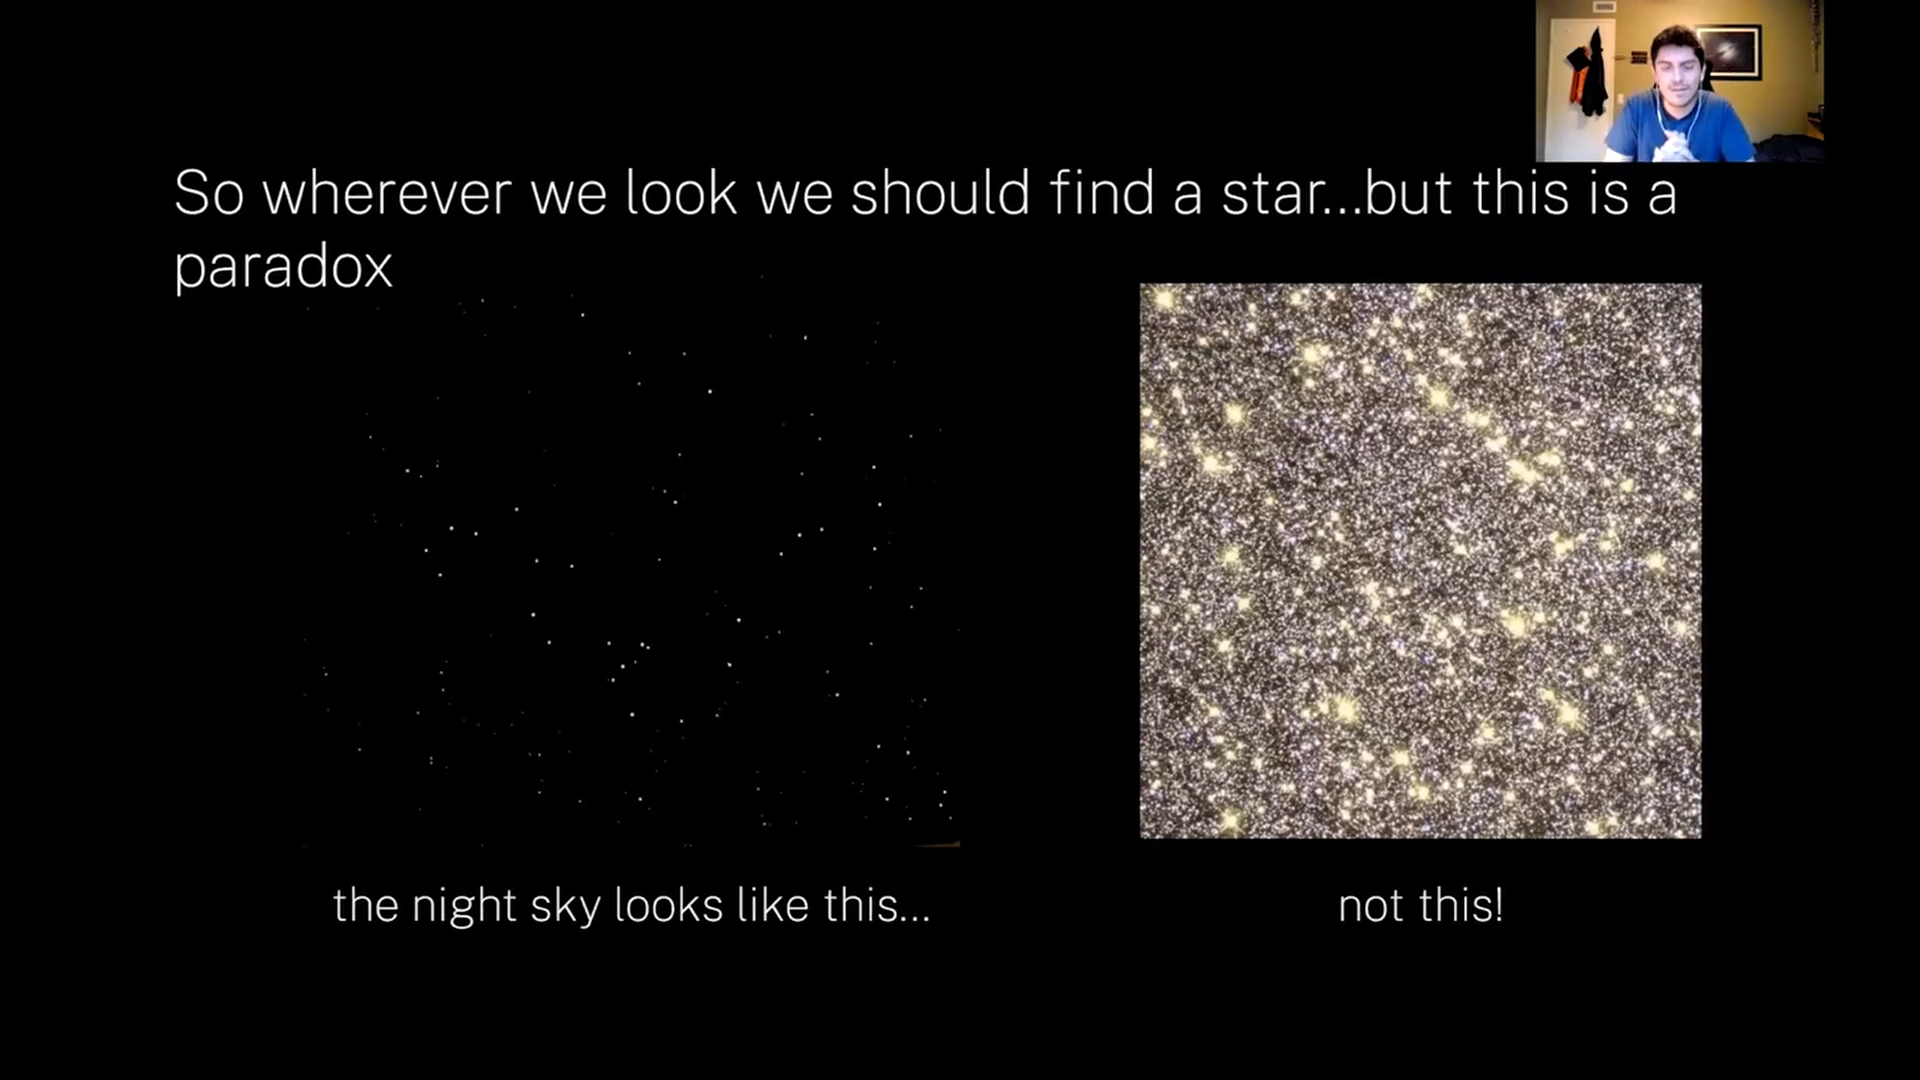 So wherever we look we should find a star...but this is a
paradox
the night sky looks like this...
not this!